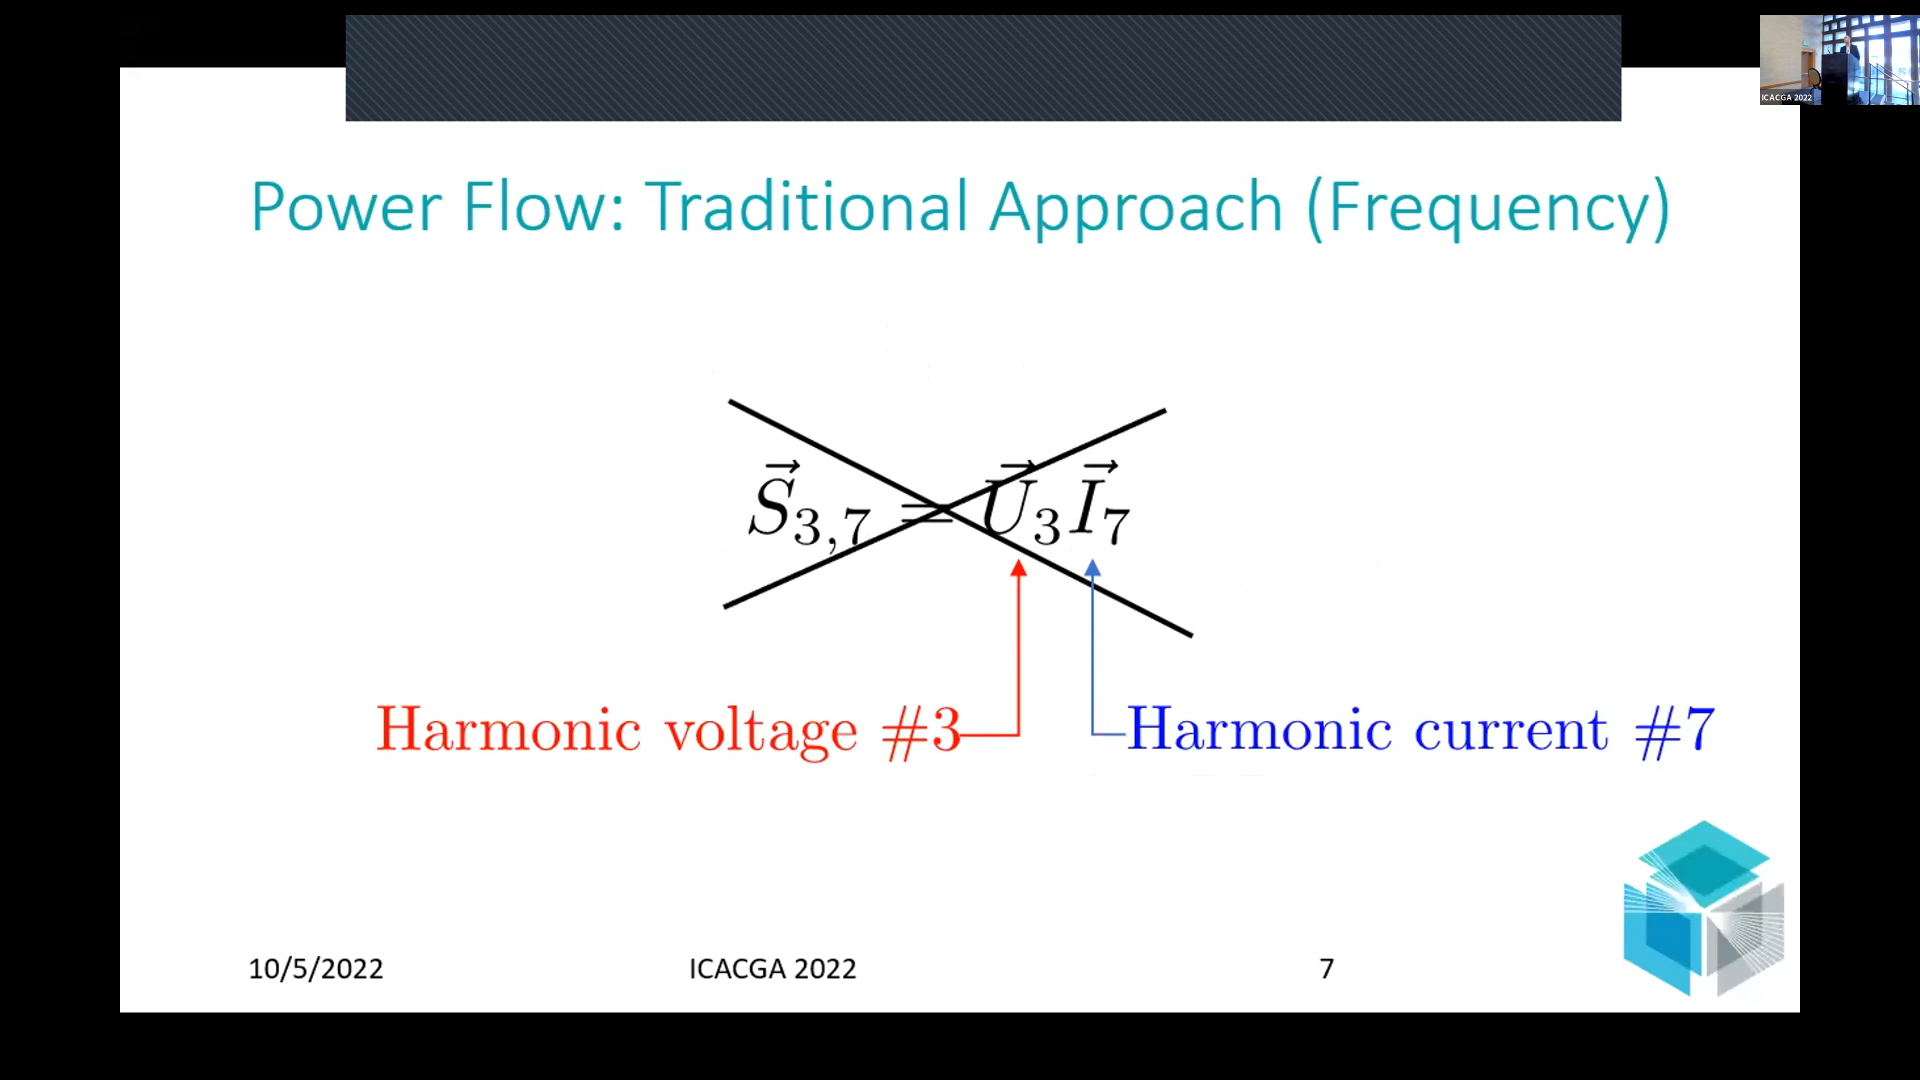 ICACGA 2022
Power Flow: Traditional Approach (Frequency)
$\vec{S}_{3,7} = \vec{U}_3 \vec{I}_7$
Harmonic voltage #3
Harmonic current #7
10/5/2022
ICACGA 2022
7